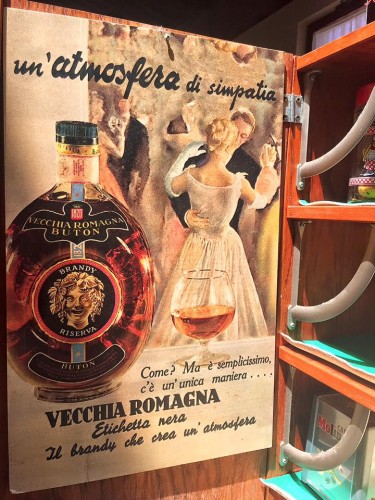 un'atmosfera di simpatia
VECCHIA ROMAGNA
BUTON
BRANDY
RISERVA
BUTON
Come? Ma è semplicissimo,
c'è un'unica maniera....
VECCHIA ROMAGNA
Etichetta nera
Il brandy che crea un'atmosfera